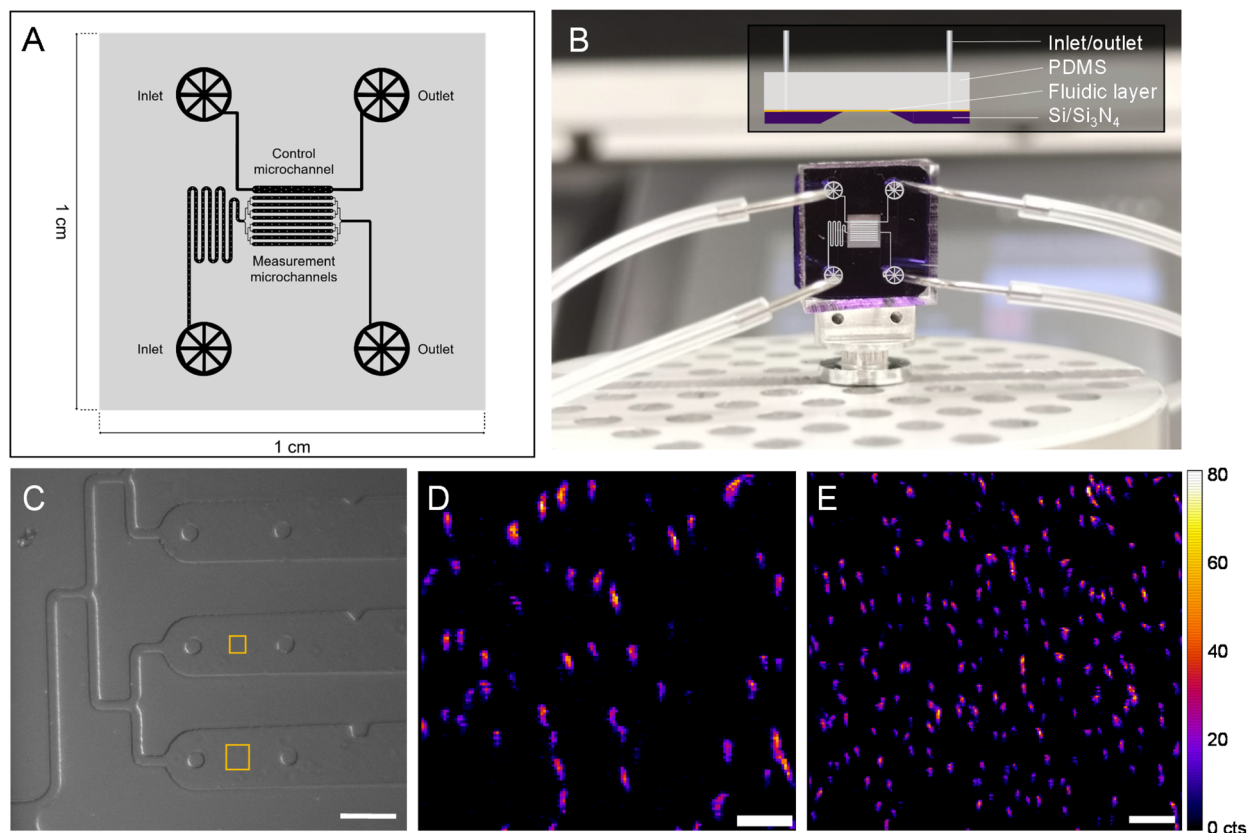 A
Inlet
Outlet
Control
microchannel
1 cm
Measurement
microchannels
Inlet
Outlet
1 cm
B
Inlet/outlet
PDMS
Fluidic layer
Si/Si₃N₄
C
D
E
80
60
40
20
0 cts